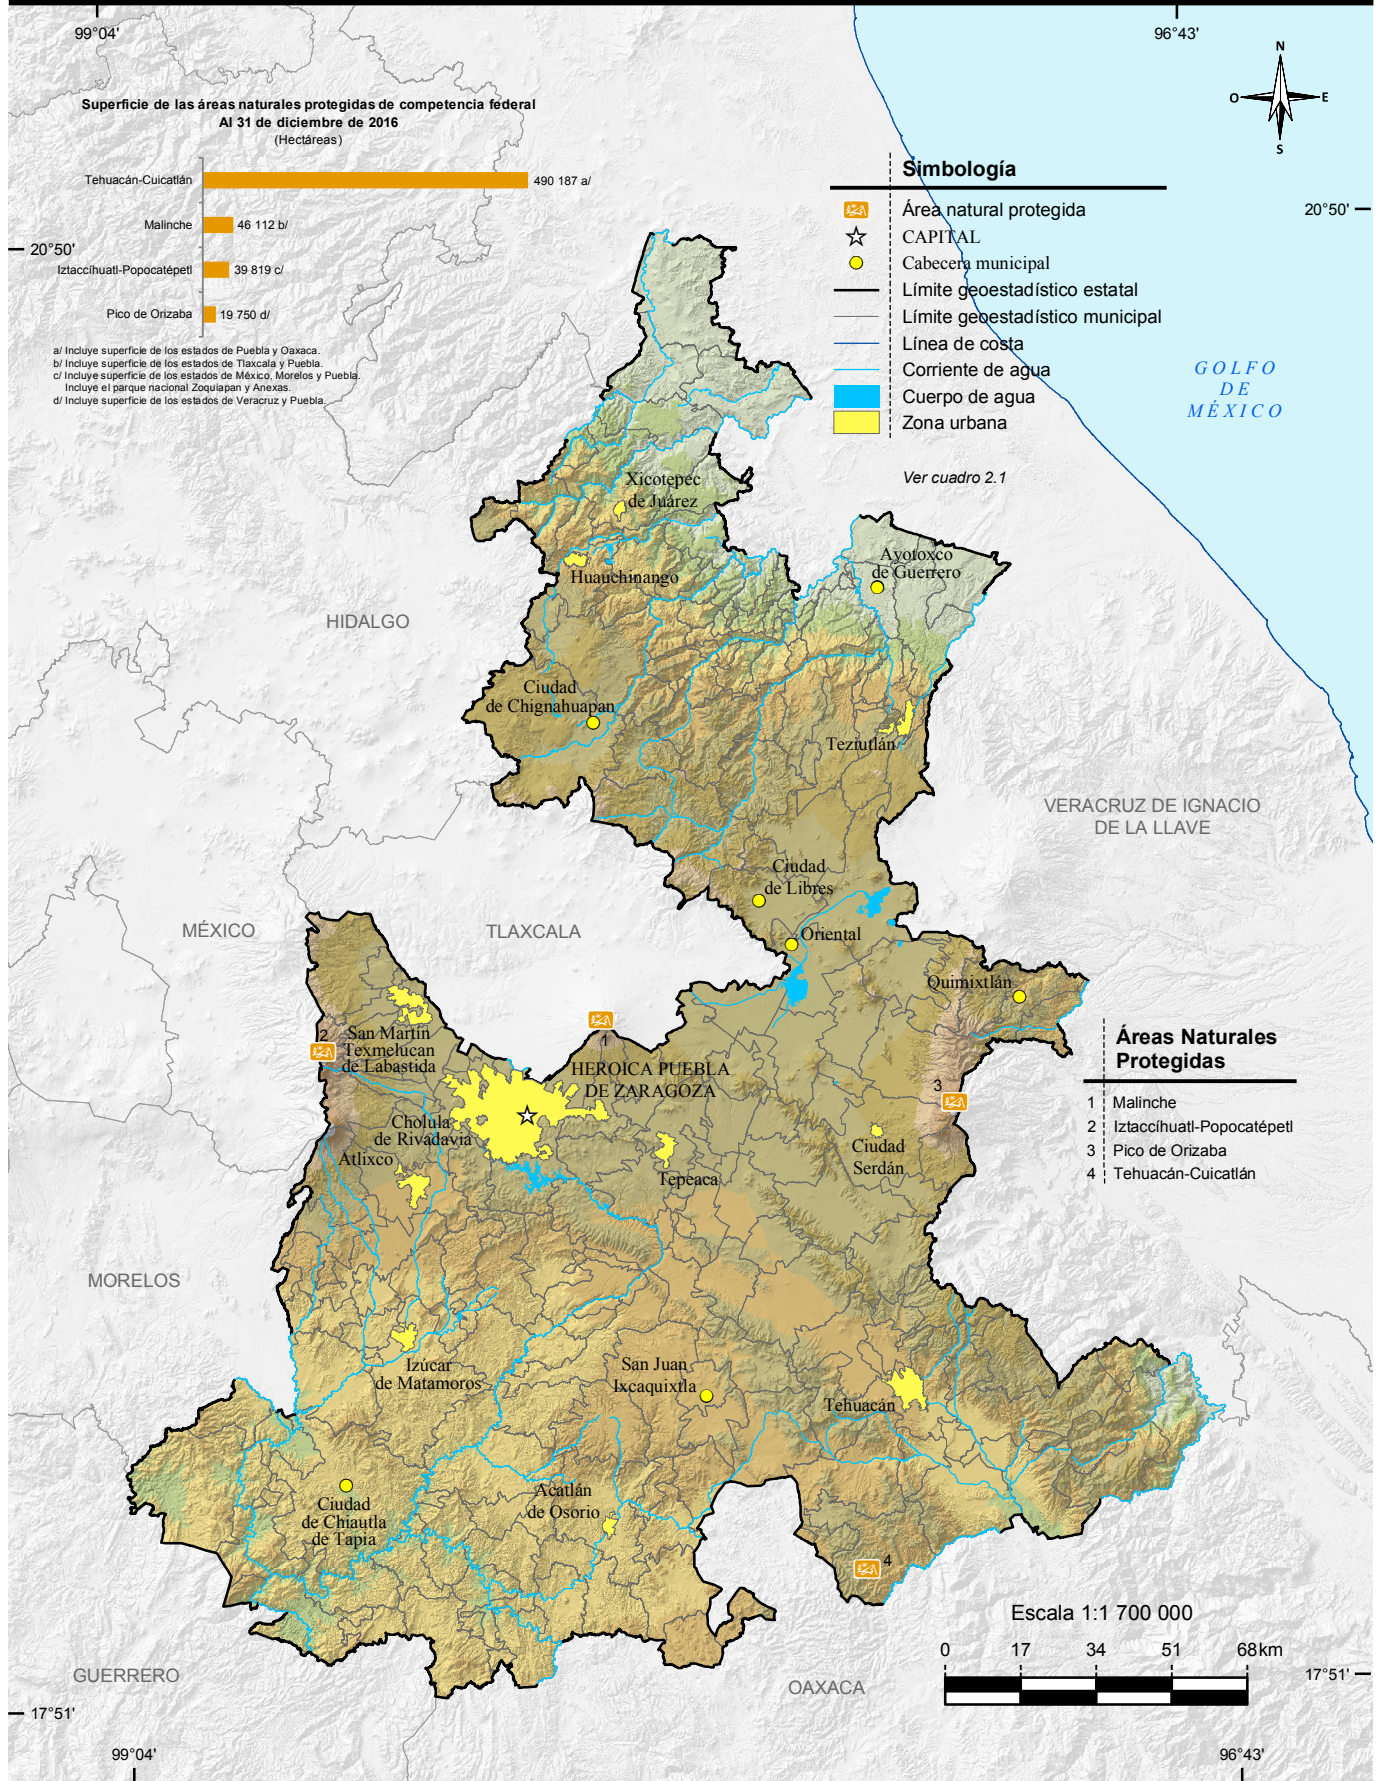 99°04'
96°43'
N
O
E
S
Superficie de las áreas naturales protegidas de competencia federal
Al 31 de diciembre de 2016
(Hectáreas)
Tehuacán-Cuicatlán
490 187 a/
Malinche
46 112 b/
Iztaccíhuatl-Popocatépetl
39 819 c/
Pico de Orizaba
19 750 d/
a/ Incluye superficie de los estados de Puebla y Oaxaca.
b/ Incluye superficie de los estados de Tlaxcala y Puebla.
c/ Incluye superficie de los estados de México, Morelos y Puebla.
Incluye el parque nacional Zoquiapan y Anexas.
d/ Incluye superficie de los estados de Veracruz y Puebla.
20°50'
20°50'
Simbología
Área natural protegida
CAPITAL
Cabecera municipal
Límite geoestadístico estatal
Límite geoestadístico municipal
Línea de costa
Corriente de agua
Cuerpo de agua
Zona urbana
Ver cuadro 2.1
GOLFO
DE
MÉXICO
Xicotepec
de Juárez
Huauchinango
Ayotoxco
de Guerrero
HIDALGO
Ciudad
de Chignahuapan
Teziutlán
VERACRUZ DE IGNACIO
DE LA LLAVE
Ciudad
de Libres
Oriental
MÉXICO
TLAXCALA
Quimixtlán
2
San Martín
Texmelucan
de Labastida
1
HEROICA PUEBLA
DE ZARAGOZA
3
Áreas Naturales
Protegidas
1 Malinche
2 Iztaccíhuatl-Popocatépetl
3 Pico de Orizaba
4 Tehuacán-Cuicatlán
Cholula
de Rivadavia
Atlixco
Tepeaca
Ciudad
Serdán
MORELOS
Izúcar
de Matamoros
San Juan
Ixcaquixtla
Tehuacán
Ciudad
de Chiautla
de Tapia
Acatlán
de Osorio
4
GUERRERO
OAXACA
Escala 1:1 700 000
0 17 34 51 68 km
17°51'
17°51'
99°04'
96°43'